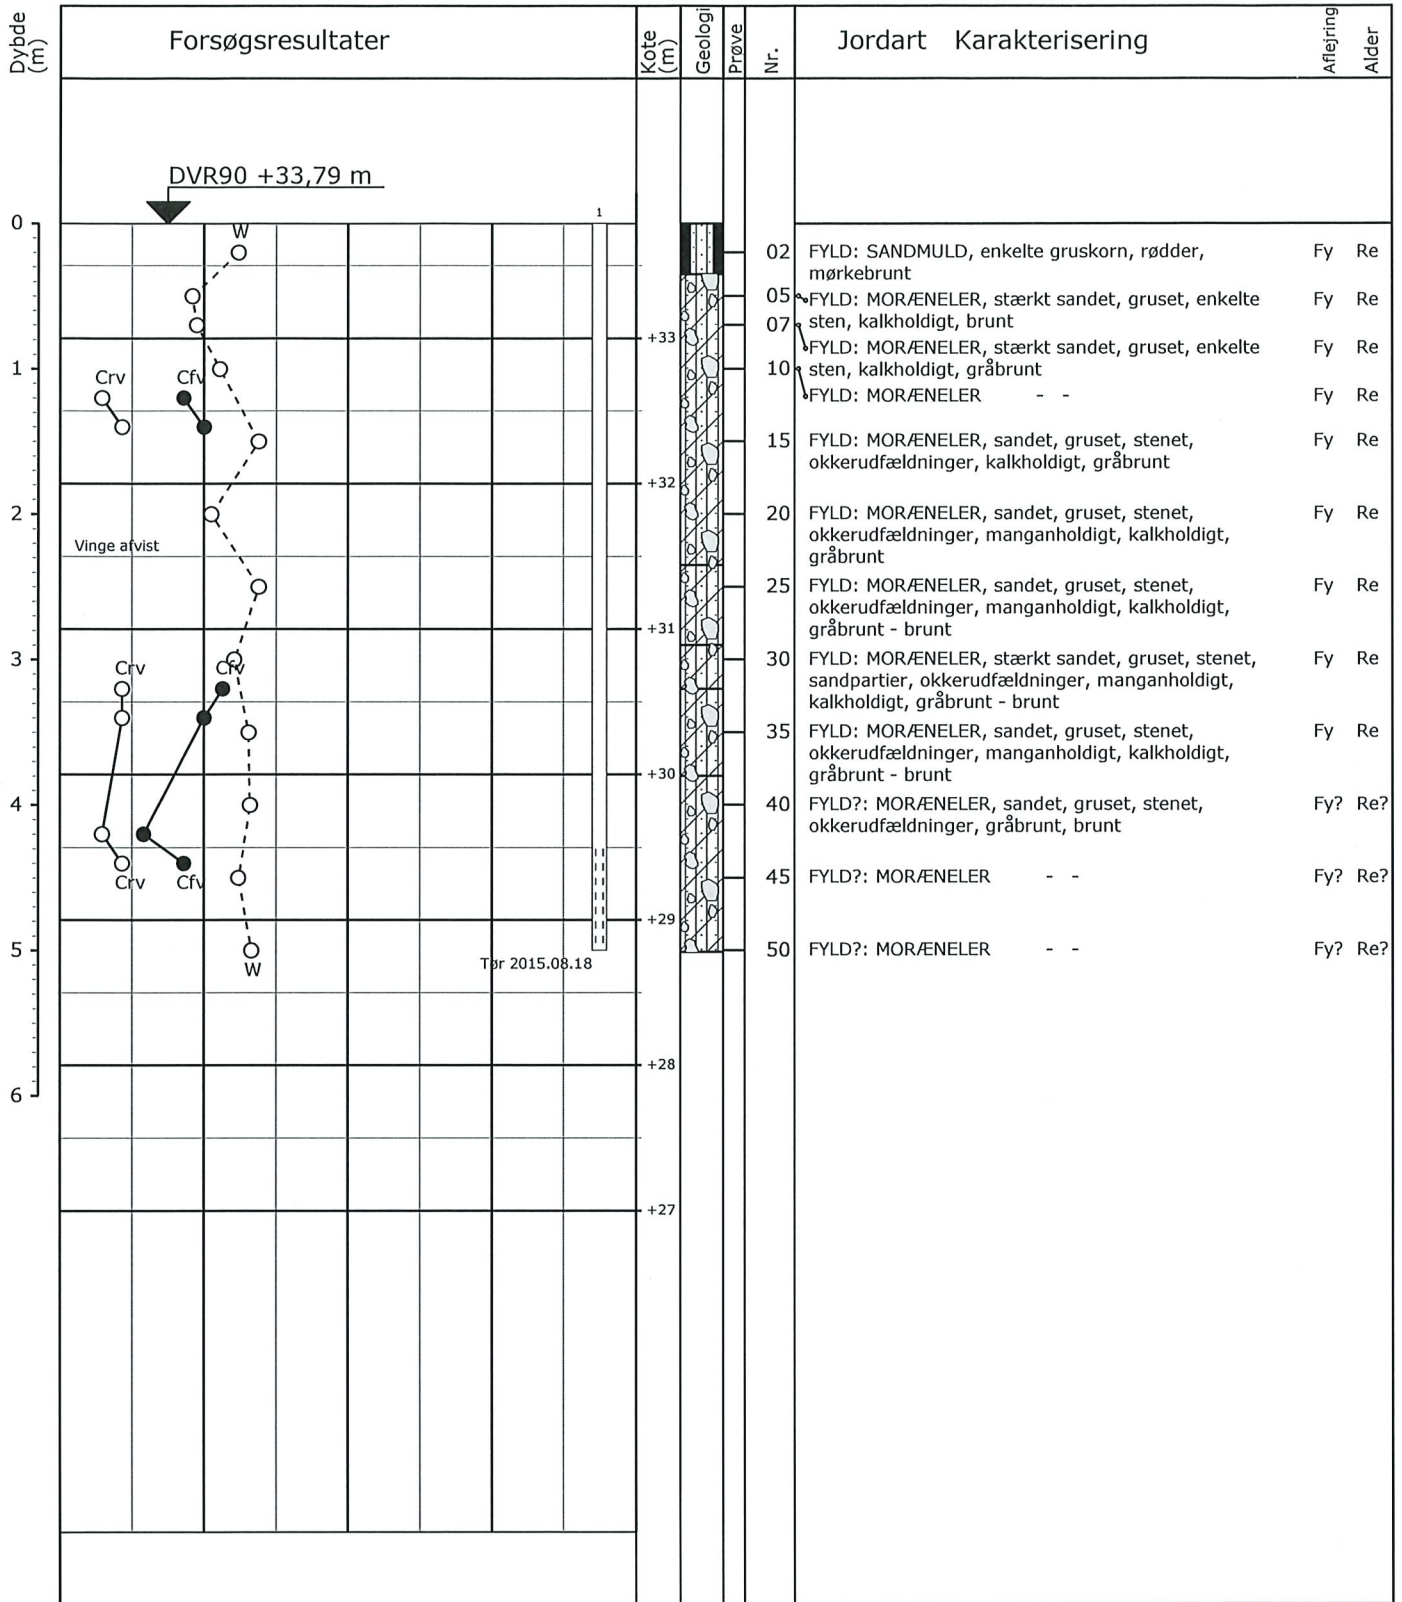 Dybde (m)
Forsøgsresultater
Kote (m)
Geologi
Prøve
Nr.
Jordart Karakterisering
Aflejring
Alder
DVR90 +33,79 m
1
0
W
02 FYLD: SANDMULD, enkelte gruskorn, rødder, Fy Re
mørkebrunt
05 FYLD: MORÆNELER, stærkt sandet, gruset, enkelte Fy Re
sten, kalkholdigt, brunt
07
+33
FYLD: MORÆNELER, stærkt sandet, gruset, enkelte Fy Re
sten, kalkholdigt, gråbrunt
1
10
Crv Cfv
FYLD: MORÆNELER - - Fy Re
15 FYLD: MORÆNELER, sandet, gruset, stenet, Fy Re
okkerudfældninger, kalkholdigt, gråbrunt
+32
2
20 FYLD: MORÆNELER, sandet, gruset, stenet, Fy Re
okkerudfældninger, manganholdigt, kalkholdigt,
gråbrunt
Vinge afvist
25 FYLD: MORÆNELER, sandet, gruset, stenet, Fy Re
okkerudfældninger, manganholdigt, kalkholdigt,
gråbrunt - brunt
+31
3
Crv Cfv
30 FYLD: MORÆNELER, stærkt sandet, gruset, stenet, Fy Re
sandpartier, okkerudfældninger, manganholdigt,
kalkholdigt, gråbrunt - brunt
35 FYLD: MORÆNELER, sandet, gruset, stenet, Fy Re
okkerudfældninger, manganholdigt, kalkholdigt,
gråbrunt - brunt
+30
4
40 FYLD?: MORÆNELER, sandet, gruset, stenet, Fy? Re?
okkerudfældninger, gråbrunt, brunt
Crv Cfv
45 FYLD?: MORÆNELER - - Fy? Re?
+29
5
50 FYLD?: MORÆNELER - - Fy? Re?
W
Tør 2015.08.18
+28
6
+27